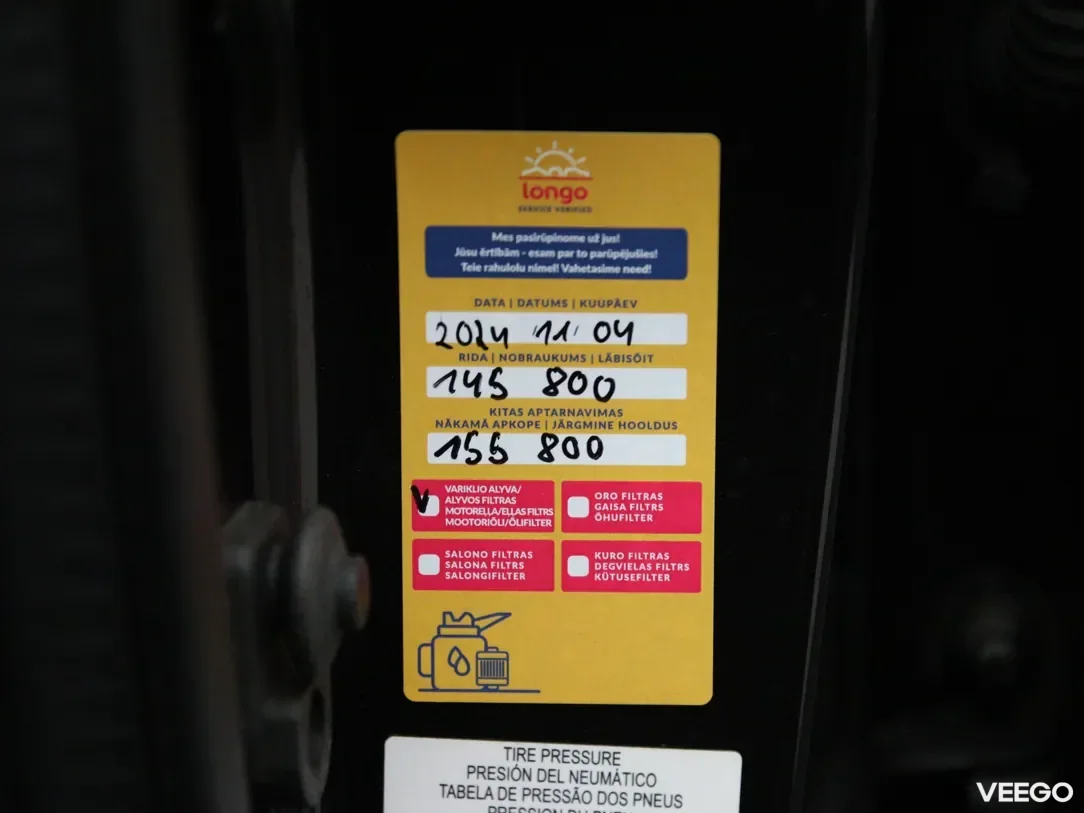 longo
SERVICE VERIFIED
Mes pasirūpinome už jus!
Jūsu ērtībām - esam par to parūpējušies!
Teie rahulolu nimel! Vahetasime need!
DATA | DATUMS | KUUPÄEV
2024 11 04
RIDA | NOBRAUKUMS | LÄBISÕIT
145 800
KITAS APTARNAVIMAS
NĀKAMĀ APKOPE | JÄRGMINE HOOLDUS
155 800
V
VARIKLIO ALYVA/
ALYVOS FILTRAS
MOTOREĻĻA/EĻĻAS FILTRS
MOOTORIÕLI/ÕLIFILTER
ORO FILTRAS
GAISA FILTRS
ÕHUFILTER
SALONO FILTRAS
SALONA FILTRS
SALONGIFILTER
KURO FILTRAS
DEGVIELAS FILTRS
KÜTUSEFILTER
TIRE PRESSURE
PRESIÓN DEL NEUMÁTICO
TABELA DE PRESSÃO DOS PNEUS
VEEGO